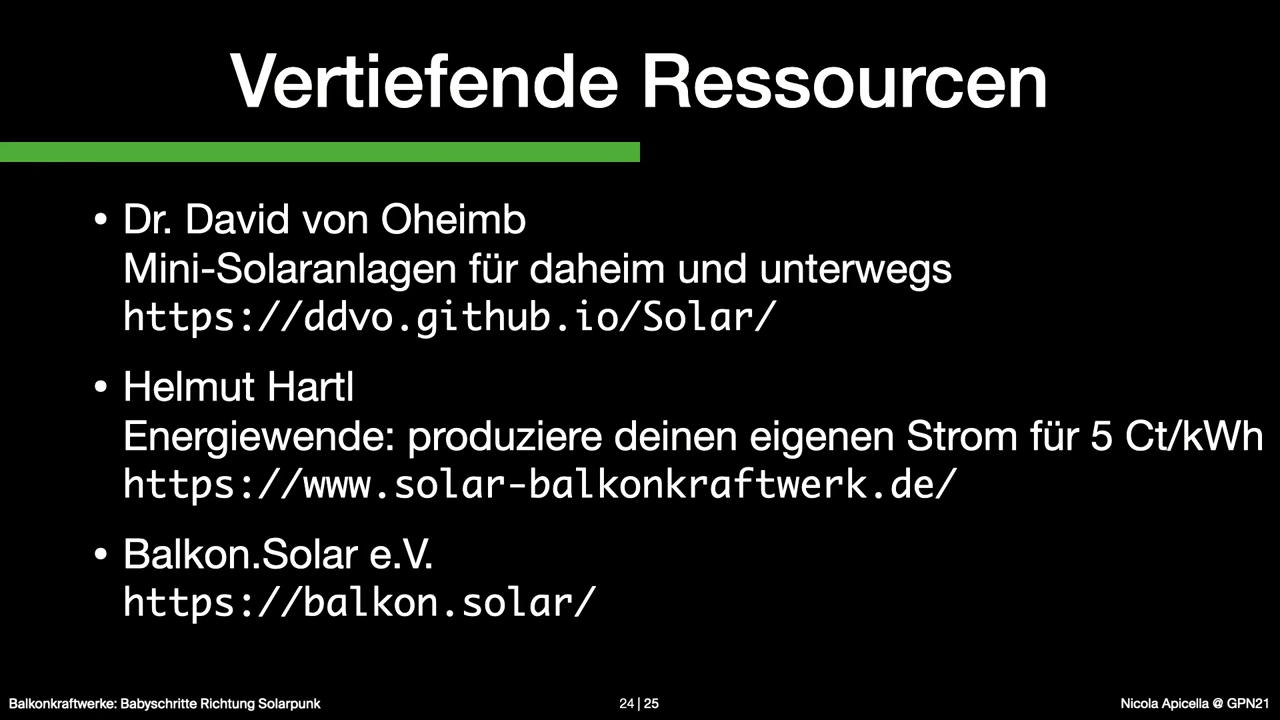 Vertiefende Ressourcen
• Dr. David von Oheimb
Mini-Solaranlagen für daheim und unterwegs
https://ddvo.github.io/Solar/
• Helmut Hartl
Energiewende: produziere deinen eigenen Strom für 5 Ct/kWh
https://www.solar-balkonkraftwerk.de/
• Balkon.Solar e.V.
https://balkon.solar/
Balkonkraftwerke: Babyschritte Richtung Solarpunk
24 | 25
Nicola Apicella @ GPN21